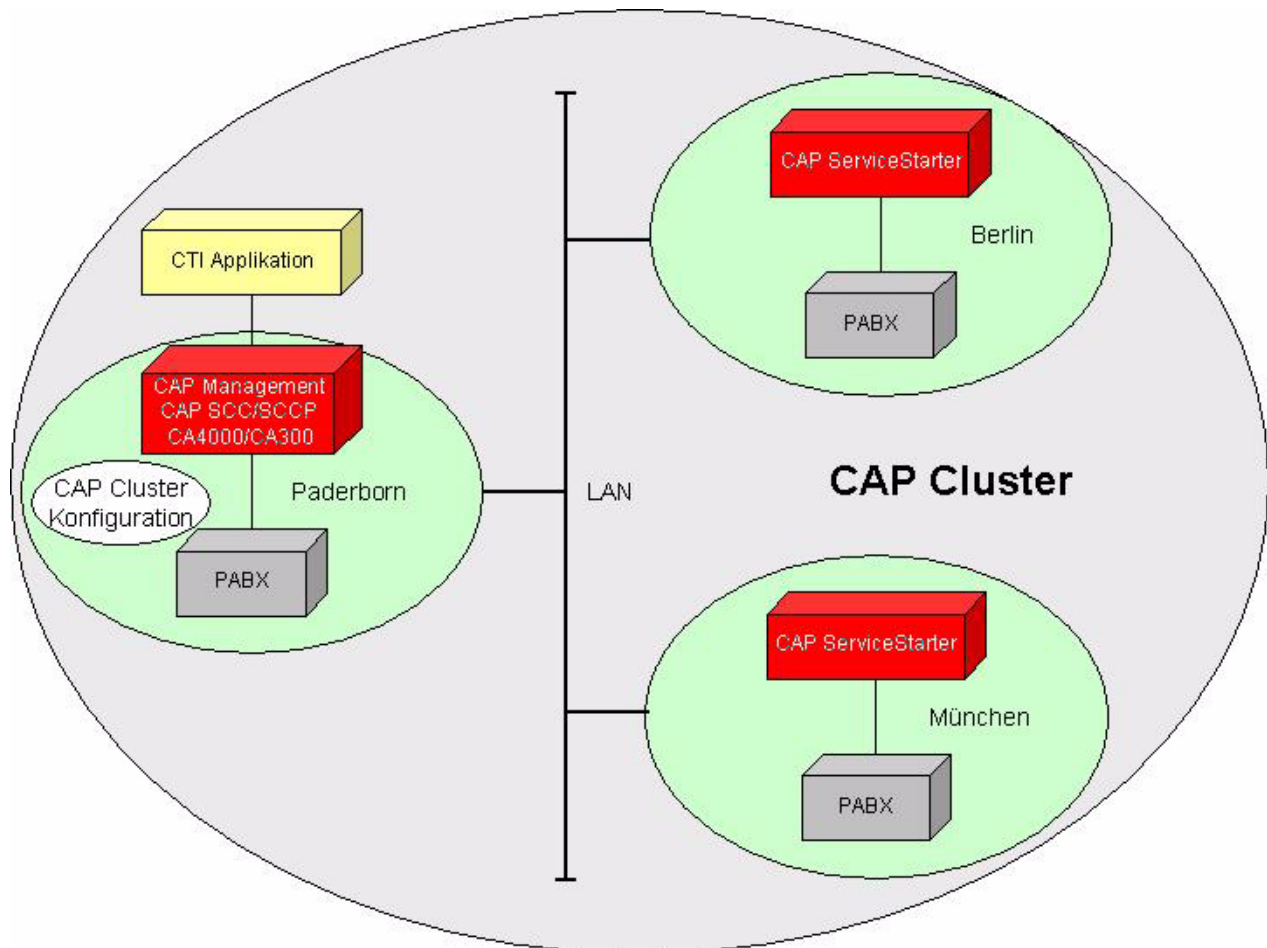 CAP ServiceStarter
Berlin
PABX
CTI Applikation
CAP Management
CAP SCC/SCCP
CA4000/CA300
CAP Cluster
Konfiguration
Paderborn
PABX
LAN
CAP Cluster
CAP ServiceStarter
München
PABX